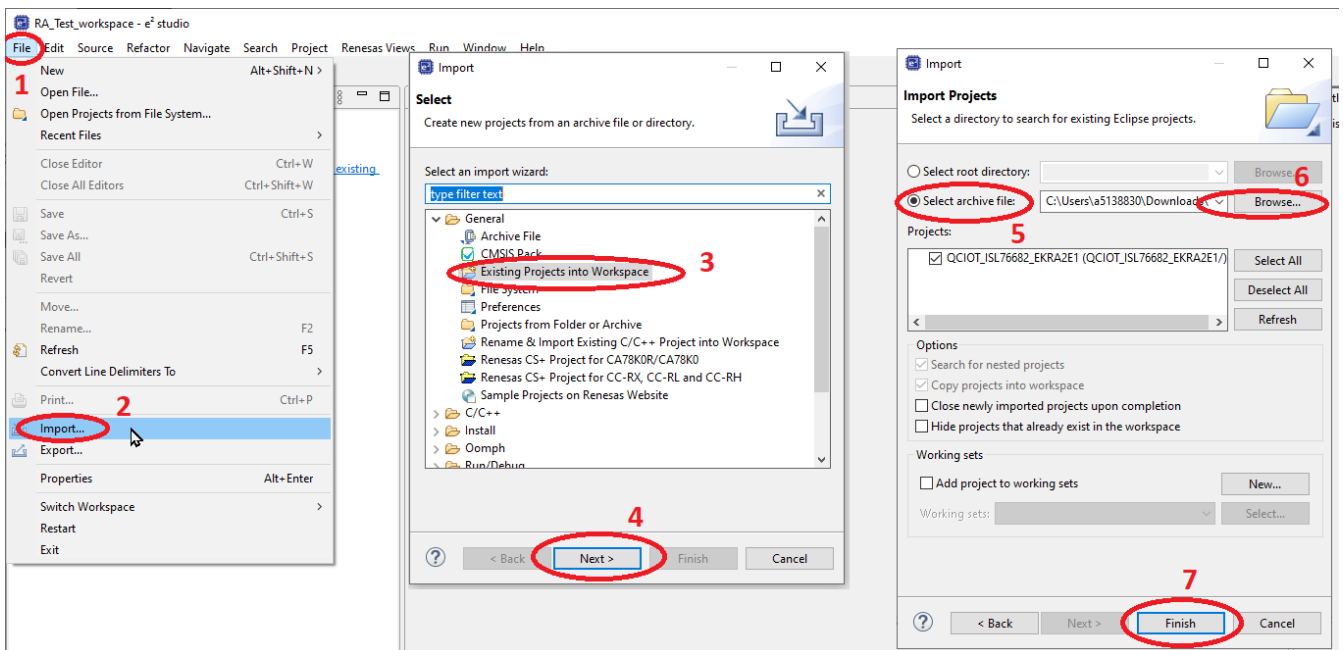 RA_Test_workspace - e² studio
File Edit Source Refactor Navigate Search Project Renesas Views Run Window Help
1
New Alt+Shift+N >
Open File...
Open Projects from File System...
Recent Files >
Close Editor Ctrl+W
Close All Editors Ctrl+Shift+W
Save Ctrl+S
Save As...
Save All Ctrl+Shift+S
Revert
Move...
Rename... F2
Refresh F5
Convert Line Delimiters To >
Print... Ctrl+P
2
Import...
Export...
Properties Alt+Enter
Switch Workspace >
Restart
Exit
existing
Import
Select
Create new projects from an archive file or directory.
Select an import wizard:
type filter text
General
Archive File
CMSIS Pack
Existing Projects into Workspace
3
File System
Preferences
Projects from Folder or Archive
Rename & Import Existing C/C++ Project into Workspace
Renesas CS+ Project for CA78K0R/CA78K0
Renesas CS+ Project for CC-RX, CC-RL and CC-RH
Sample Projects on Renesas Website
> C/C++
> Install
> Oomph
> Run/Debug
4
? < Back Next > Finish Cancel
Import
Import Projects
Select a directory to search for existing Eclipse projects.
Select root directory: Browse...
6
Select archive file: C:\Users\a5138830\Downloads\ Browse...
5
Projects:
QCIOT_ISL76682_EKRA2E1 (QCIOT_ISL76682_EKRA2E1/)
Select All
Deselect All
Refresh
Options
Search for nested projects
Copy projects into workspace
Close newly imported projects upon completion
Hide projects that already exist in the workspace
Working sets
Add project to working sets New...
Working sets: Select...
7
? < Back Next > Finish Cancel